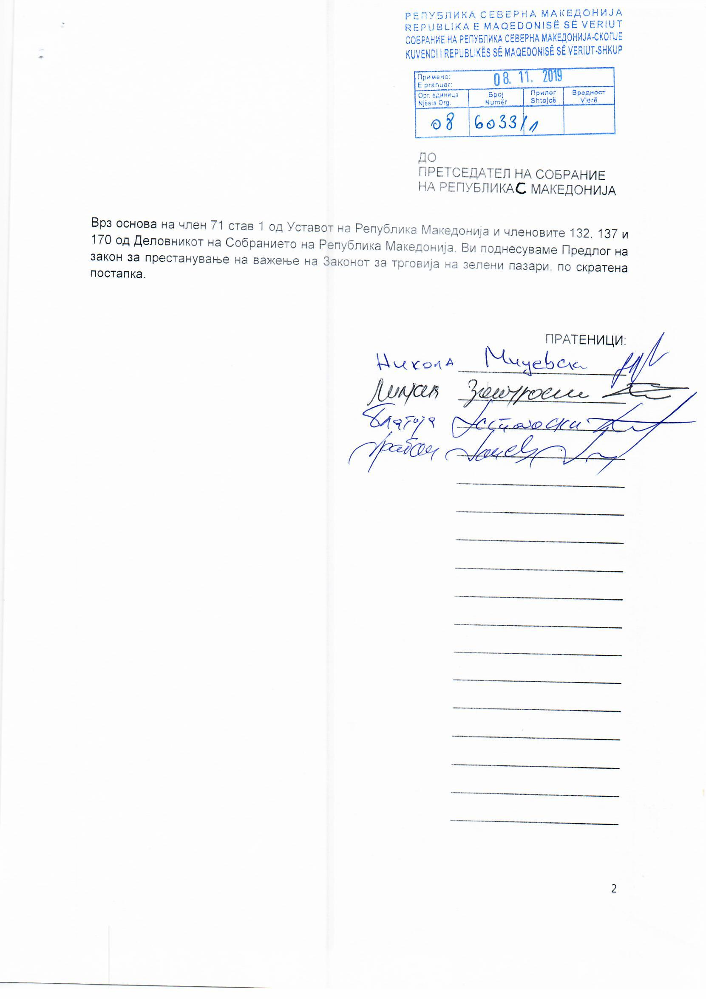 РЕПУБЛИКА СЕВЕРНА МАКЕДОНИЈА
REPUBLIKA E MAQEDONISË SË VERIUT
СОБРАНИЕ НА РЕПУБЛИКА СЕВЕРНА МАКЕДОНИЈА-СКОПЈЕ
KUVENDI I REPUBLIKËS SË MAQEDONISË SË VERIUT-SHKUP
Примено:
E pranuar:
08. 11. 2019
Орг. единица
Njësia Org.
Број
Numër
Прилог
Shtojcë
Вредност
Vlerë
08 6033/1
ДО
ПРЕТСЕДАТЕЛ НА СОБРАНИЕ
НА РЕПУБЛИКА С МАКЕДОНИЈА
Врз основа на член 71 став 1 од Уставот на Република Македонија и членовите 132. 137 и
170 од Деловникот на Собранието на Република Македонија. Ви поднесуваме Предлог на
закон за престанување на важење на Законот за трговија на зелени пазари. по скратена
постапка.
ПРАТЕНИЦИ:
Никола Мицевски
Благоја
2